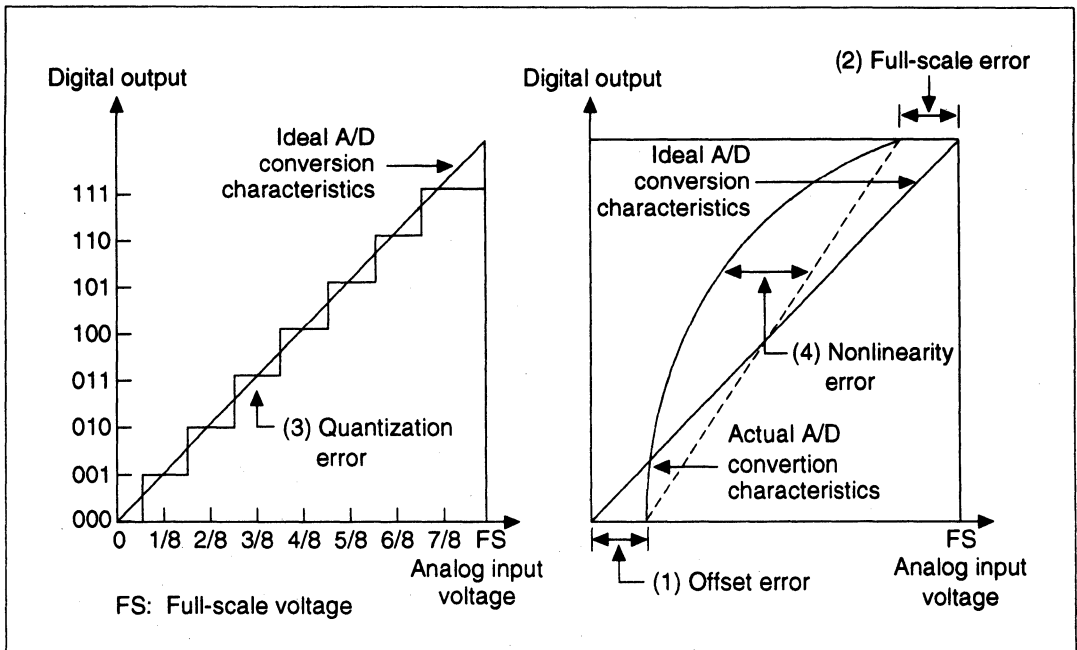 Digital output
Ideal A/D
conversion
characteristics
111
110
101
100
011
010
001
000
(3) Quantization
error
0 1/8 2/8 3/8 4/8 5/8 6/8 7/8 FS
Analog input
voltage
FS: Full-scale voltage
(2) Full-scale error
Digital output
Ideal A/D
conversion
characteristics
(4) Nonlinearity
error
Actual A/D
convertion
characteristics
FS
Analog input
voltage
(1) Offset error